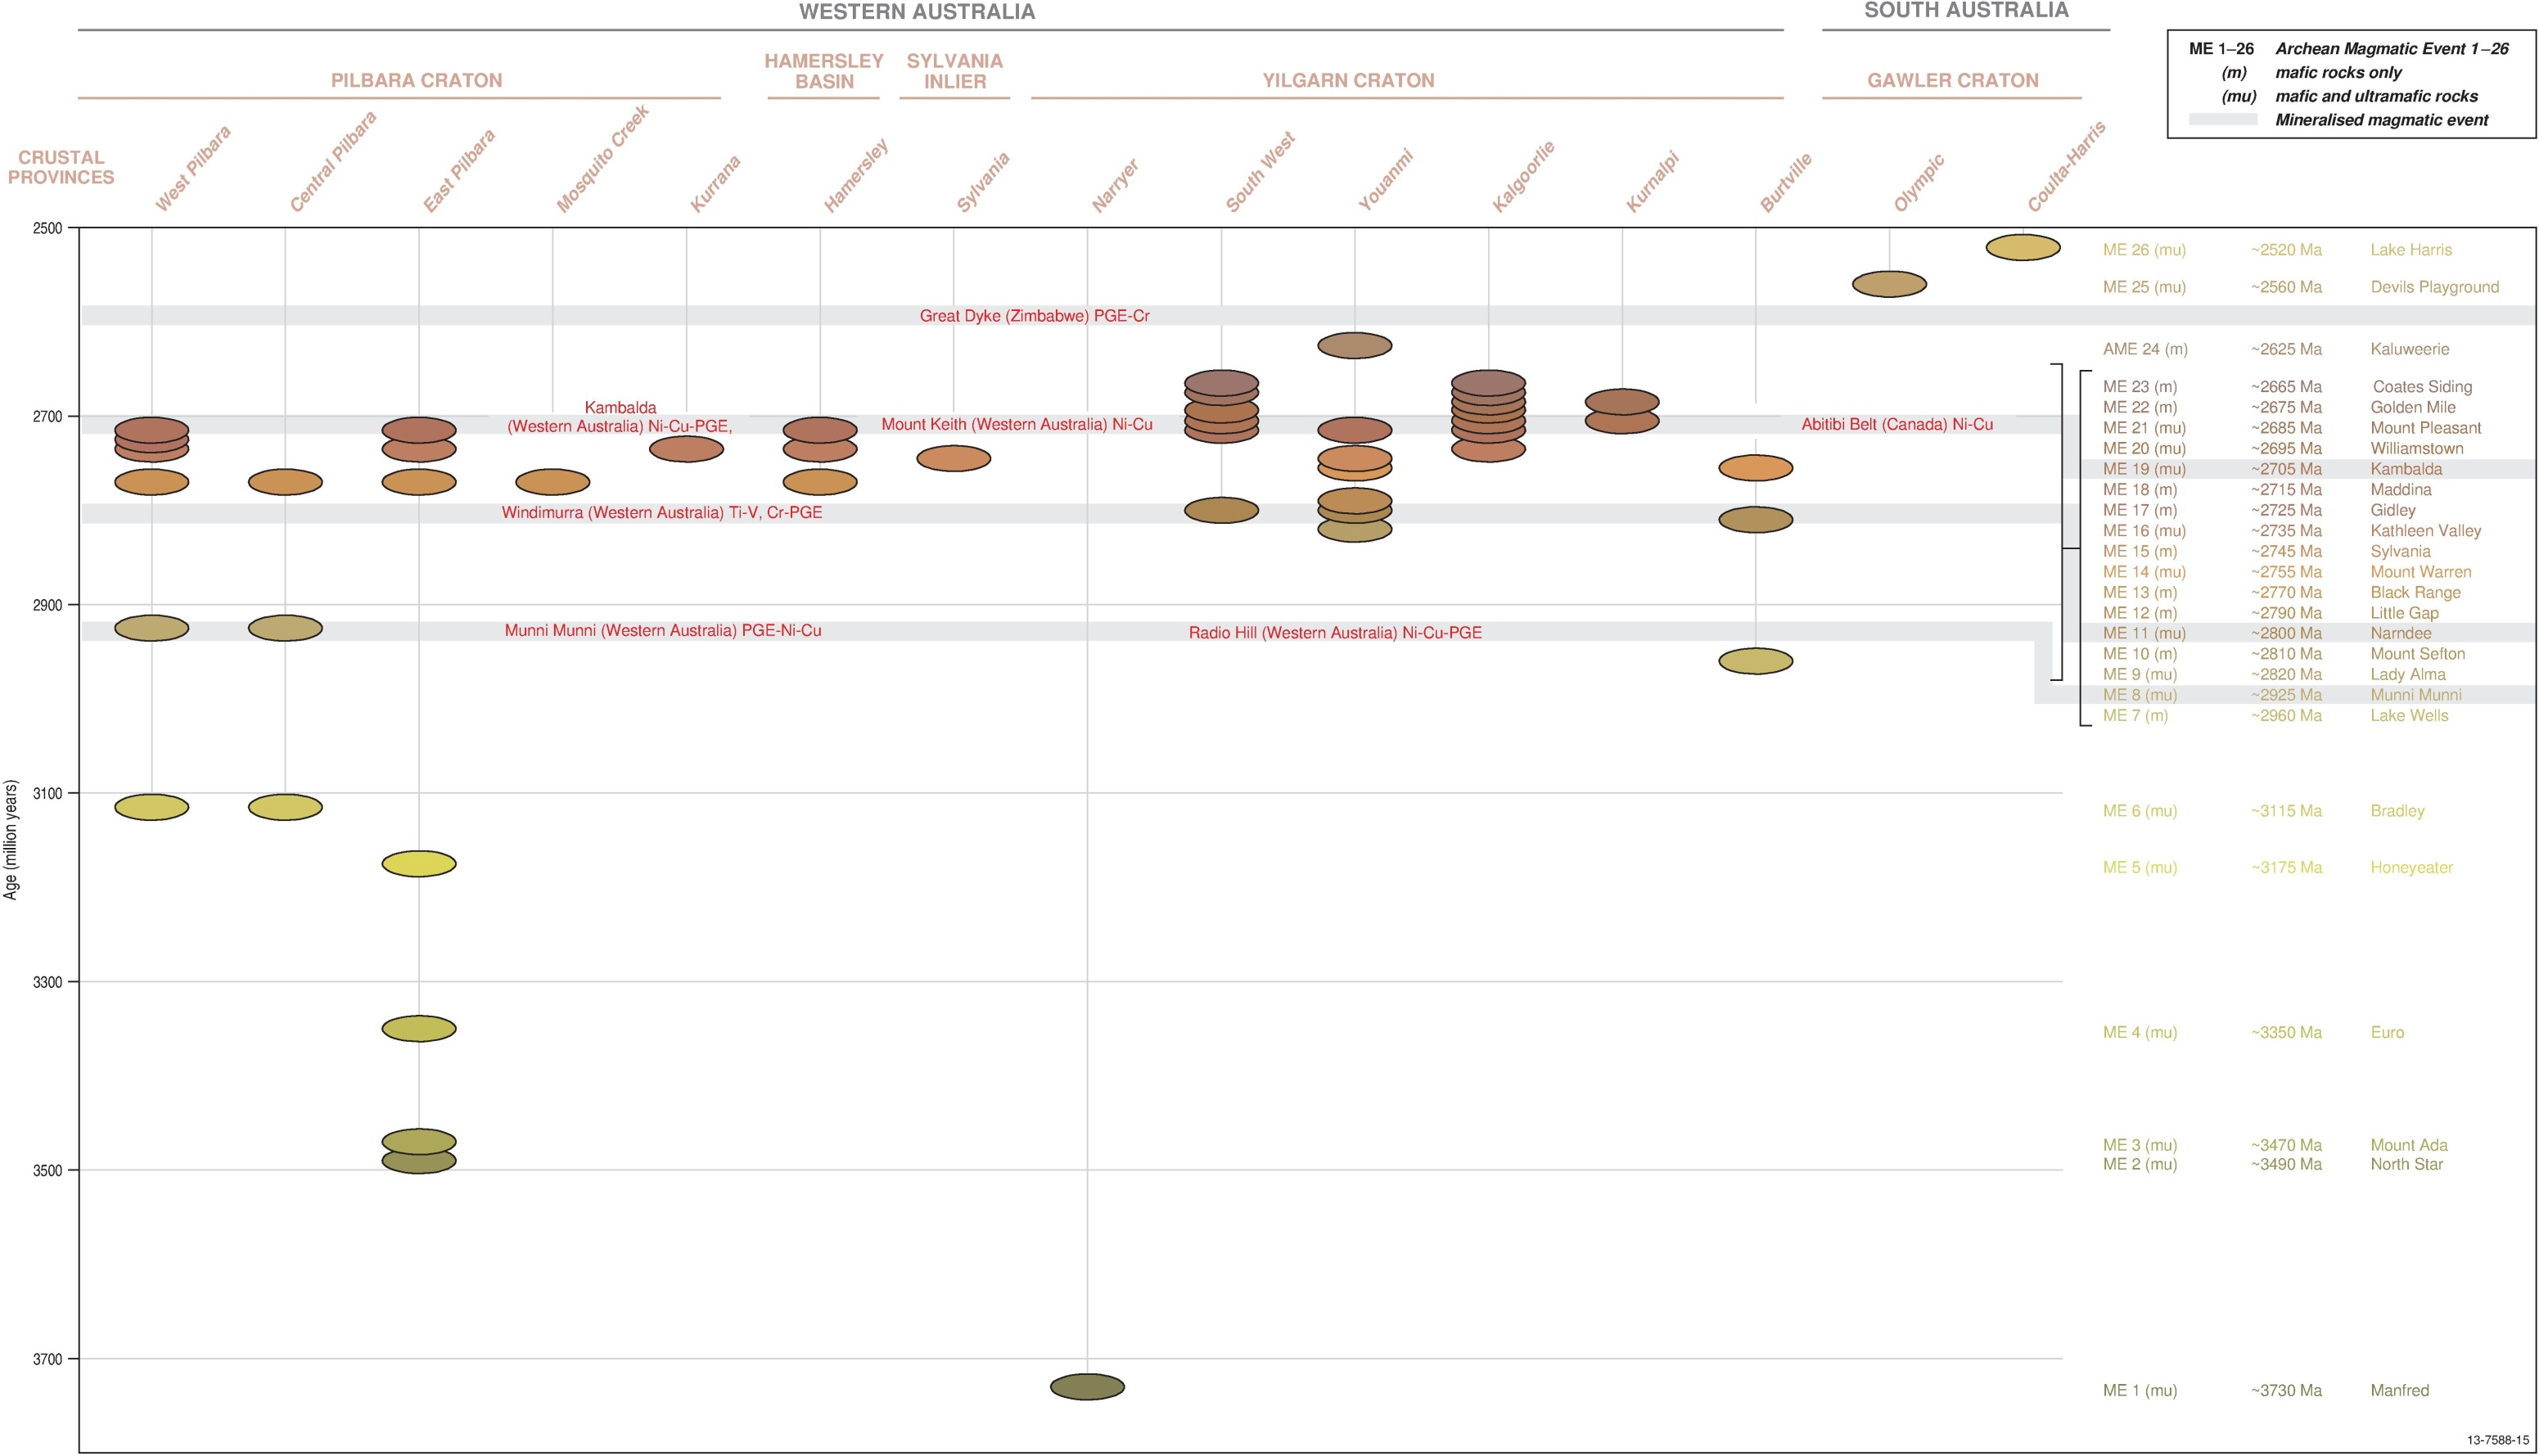 WESTERN AUSTRALIA
SOUTH AUSTRALIA
ME 1–26 Archean Magmatic Event 1–26
(m) mafic rocks only
(mu) mafic and ultramafic rocks
Mineralised magmatic event
PILBARA CRATON
HAMERSLEY
BASIN
SYLVANIA
INLIER
YILGARN CRATON
GAWLER CRATON
CRUSTAL
PROVINCES
West Pilbara
Central Pilbara
East Pilbara
Mosquito Creek
Kurrana
Hamersley
Sylvania
Narryer
South West
Youanmi
Kalgoorlie
Kurnalpi
Burtville
Olympic
Coulta-Harris
Age (million years)
2500
2700
2900
3100
3300
3500
3700
Great Dyke (Zimbabwe) PGE-Cr
Kambalda
(Western Australia) Ni-Cu-PGE,
Mount Keith (Western Australia) Ni-Cu
Abitibi Belt (Canada) Ni-Cu
Windimurra (Western Australia) Ti-V, Cr-PGE
Munni Munni (Western Australia) PGE-Ni-Cu
Radio Hill (Western Australia) Ni-Cu-PGE
ME 26 (mu) ~2520 Ma Lake Harris
ME 25 (mu) ~2560 Ma Devils Playground
AME 24 (m) ~2625 Ma Kaluweerie
ME 23 (m) ~2665 Ma Coates Siding
ME 22 (m) ~2675 Ma Golden Mile
ME 21 (mu) ~2685 Ma Mount Pleasant
ME 20 (mu) ~2695 Ma Williamstown
ME 19 (mu) ~2705 Ma Kambalda
ME 18 (m) ~2715 Ma Maddina
ME 17 (m) ~2725 Ma Gidley
ME 16 (mu) ~2735 Ma Kathleen Valley
ME 15 (m) ~2745 Ma Sylvania
ME 14 (mu) ~2755 Ma Mount Warren
ME 13 (m) ~2770 Ma Black Range
ME 12 (m) ~2790 Ma Little Gap
ME 11 (mu) ~2800 Ma Narndee
ME 10 (m) ~2810 Ma Mount Sefton
ME 9 (mu) ~2820 Ma Lady Alma
ME 8 (mu) ~2925 Ma Munni Munni
ME 7 (m) ~2960 Ma Lake Wells
ME 6 (mu) ~3115 Ma Bradley
ME 5 (mu) ~3175 Ma Honeyeater
ME 4 (mu) ~3350 Ma Euro
ME 3 (mu) ~3470 Ma Mount Ada
ME 2 (mu) ~3490 Ma North Star
ME 1 (mu) ~3730 Ma Manfred
13-7588-15